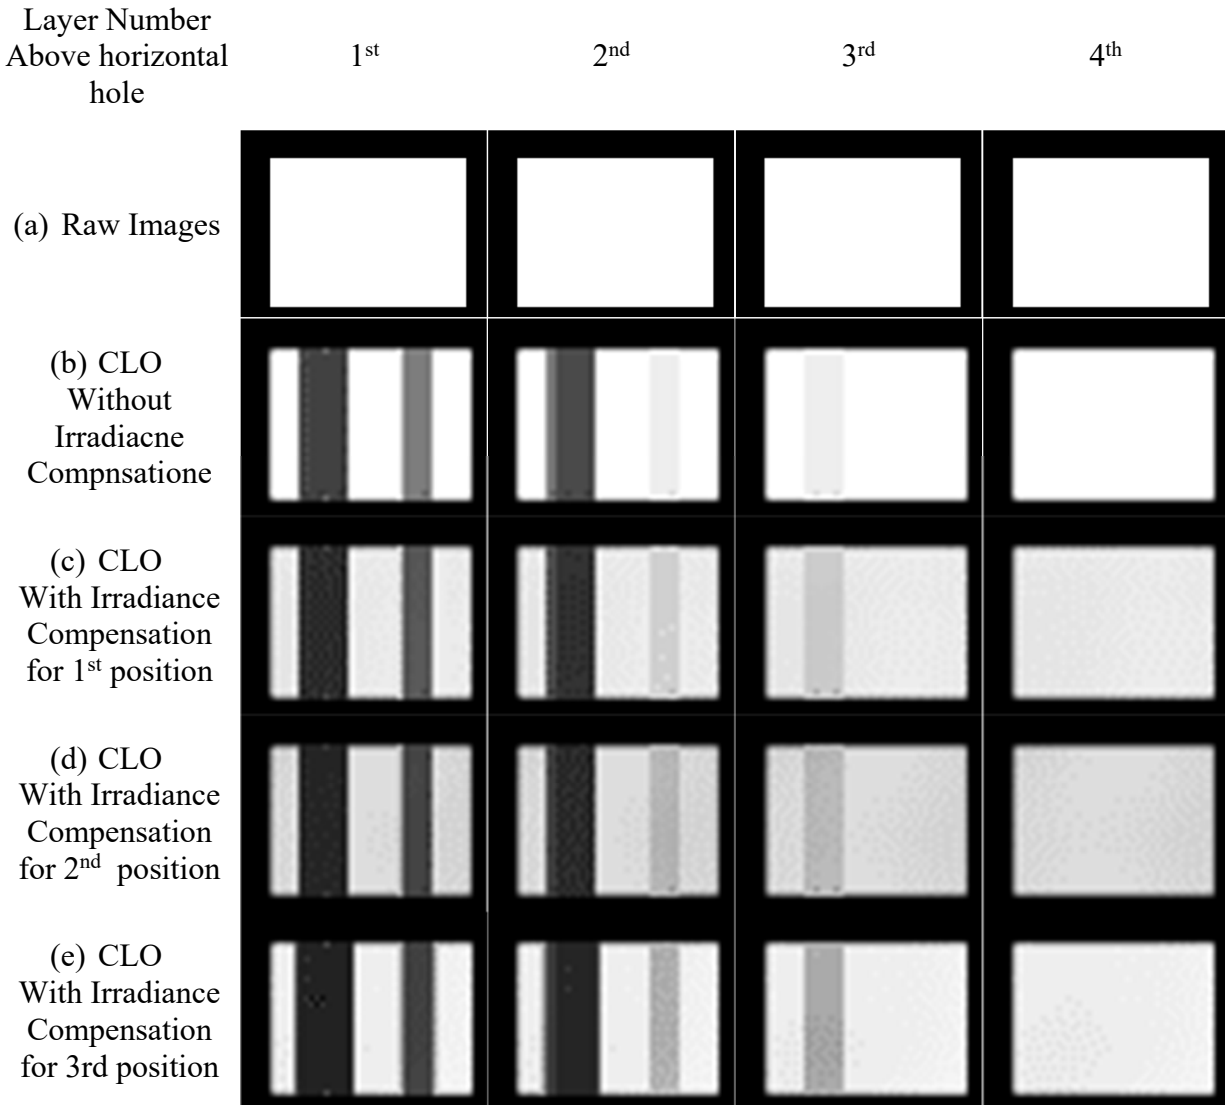 Layer Number
Above horizontal
hole
1st
2nd
3rd
4th
(a) Raw Images
(b) CLO
Without
Irradiacne
Compnsatione
(c) CLO
With Irradiance
Compensation
for 1st position
(d) CLO
With Irradiance
Compensation
for 2nd position
(e) CLO
With Irradiance
Compensation
for 3rd position